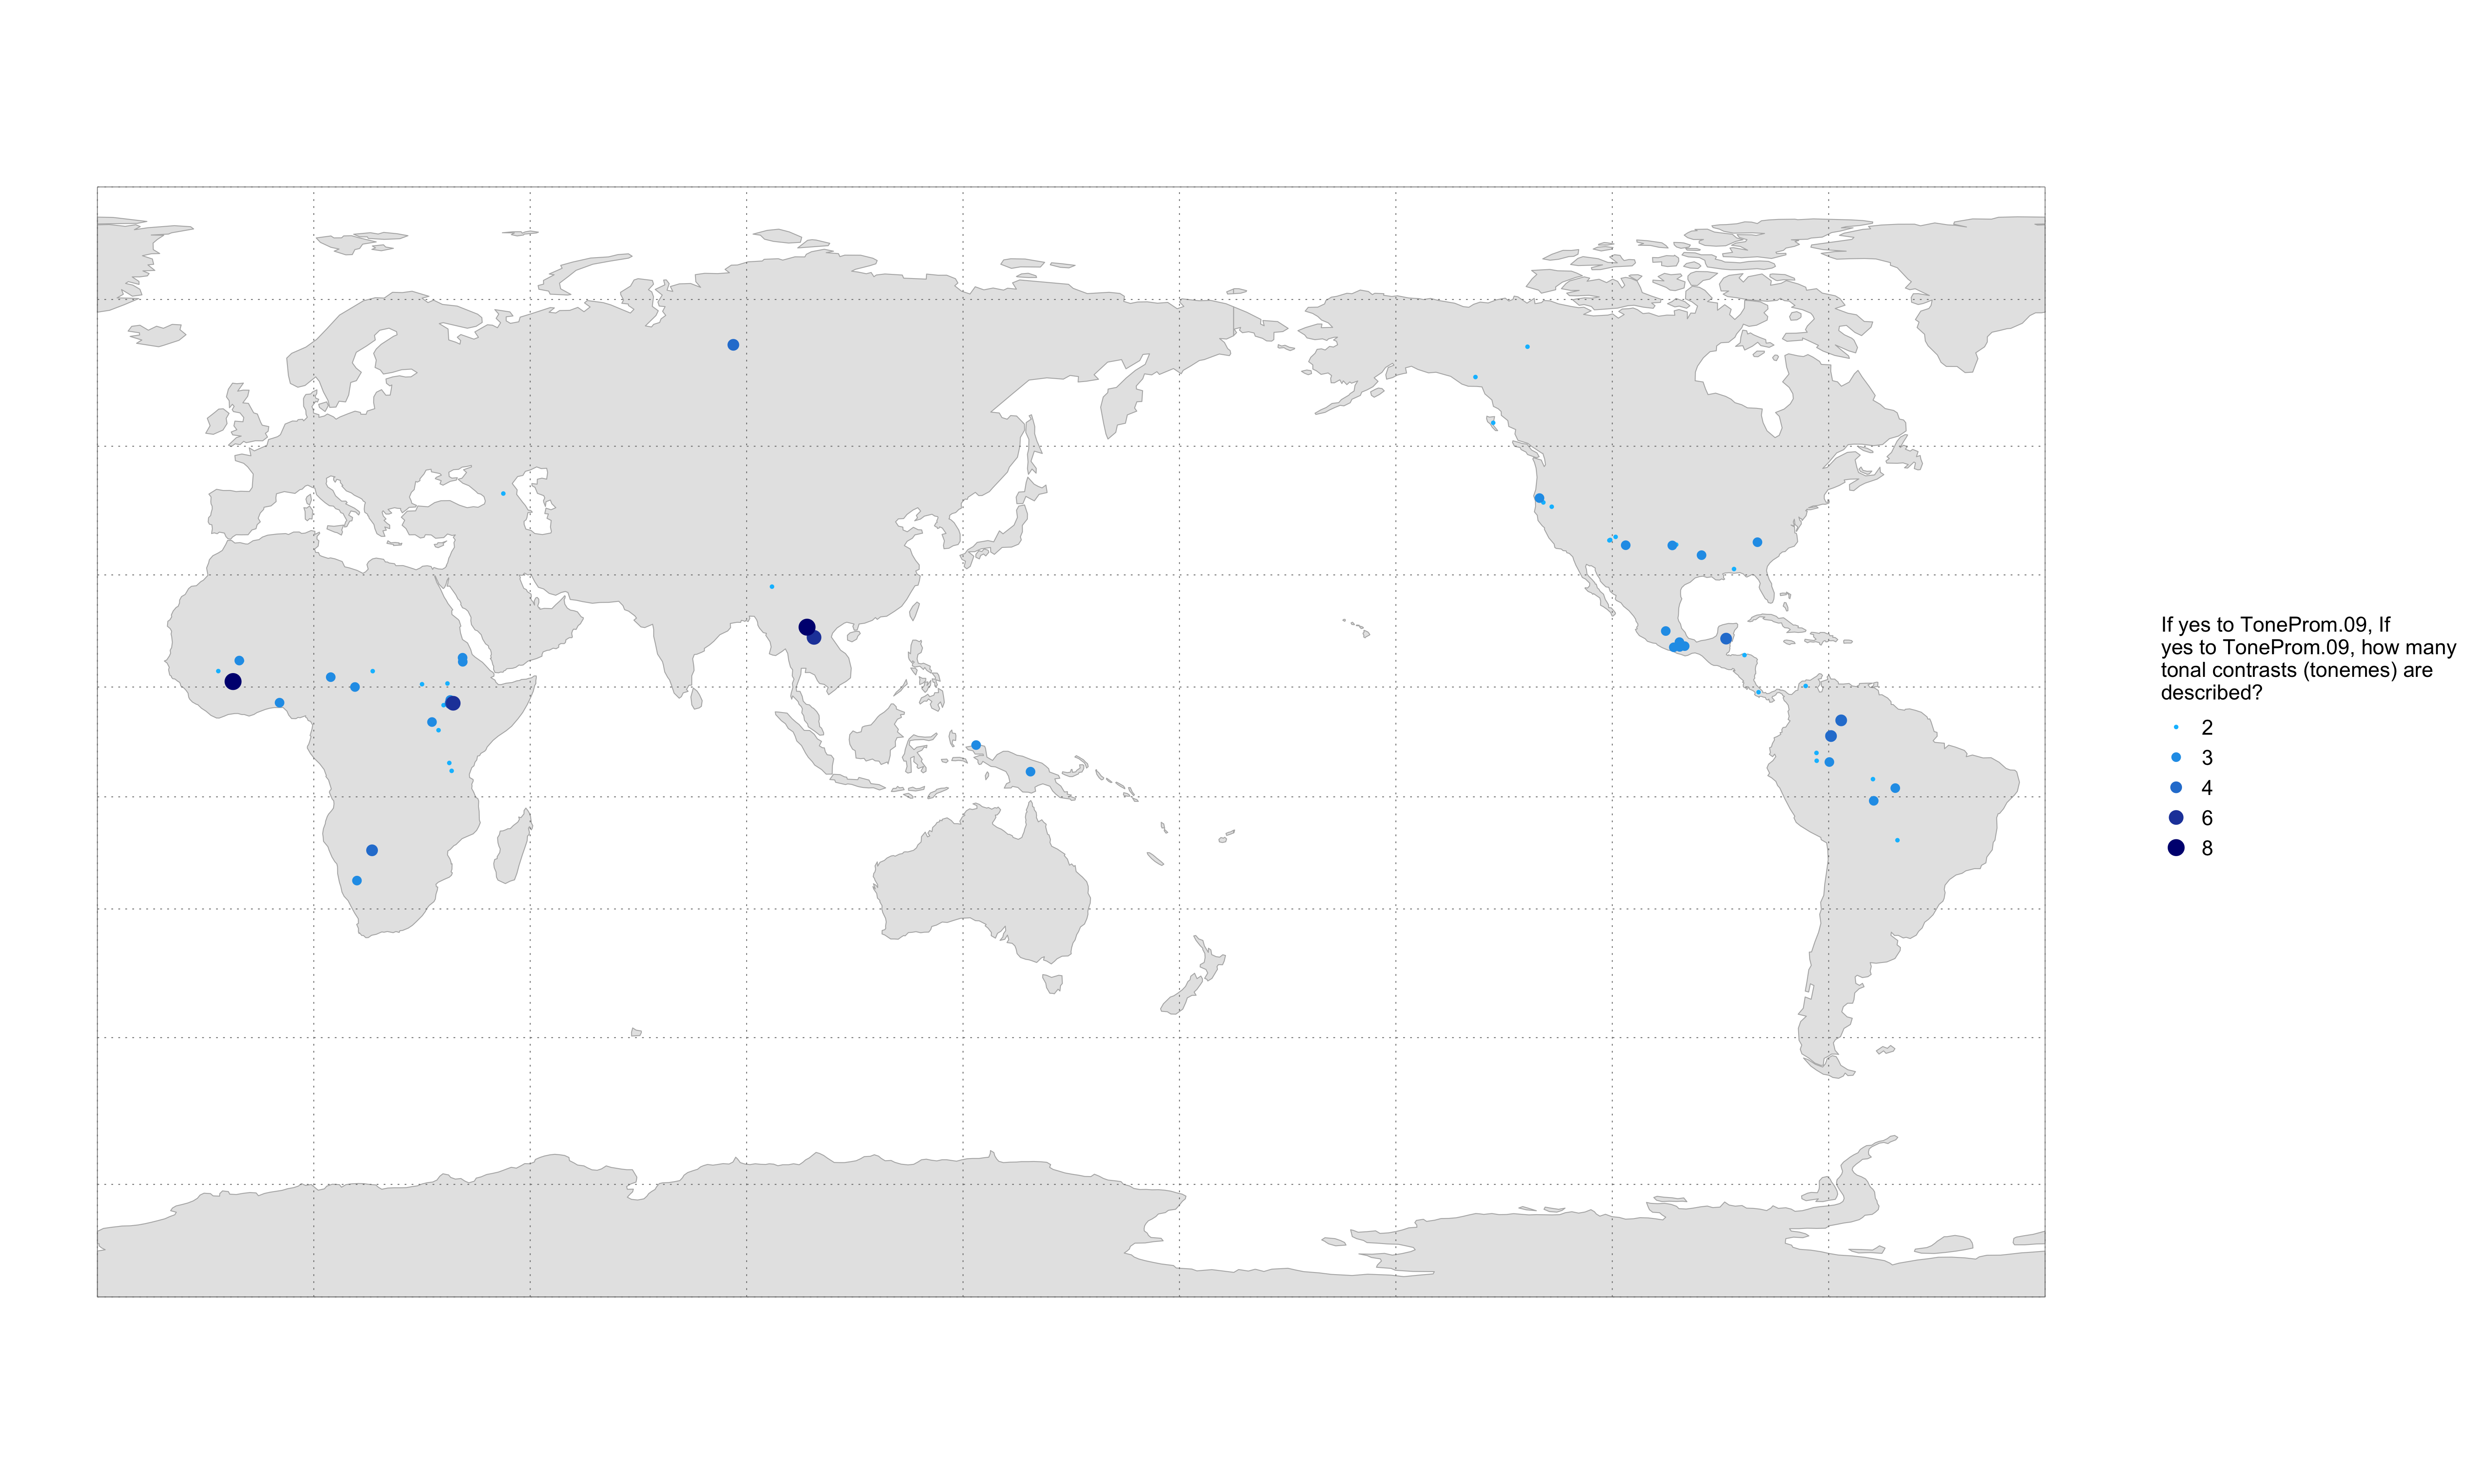 If yes to ToneProm.09, If
yes to ToneProm.09, how many
tonal contrasts (tonemes) are
described?
2
3
4
6
8